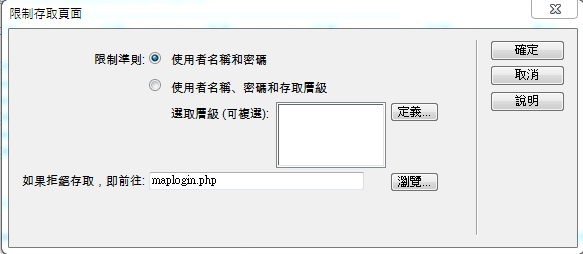 限制存取頁面
限制準則: 使用者名稱和密碼
使用者名稱、密碼和存取層級
選取層級 (可複選): 定義...
如果拒絕存取，即前往: maplogin.php 瀏覽...
確定
取消
說明